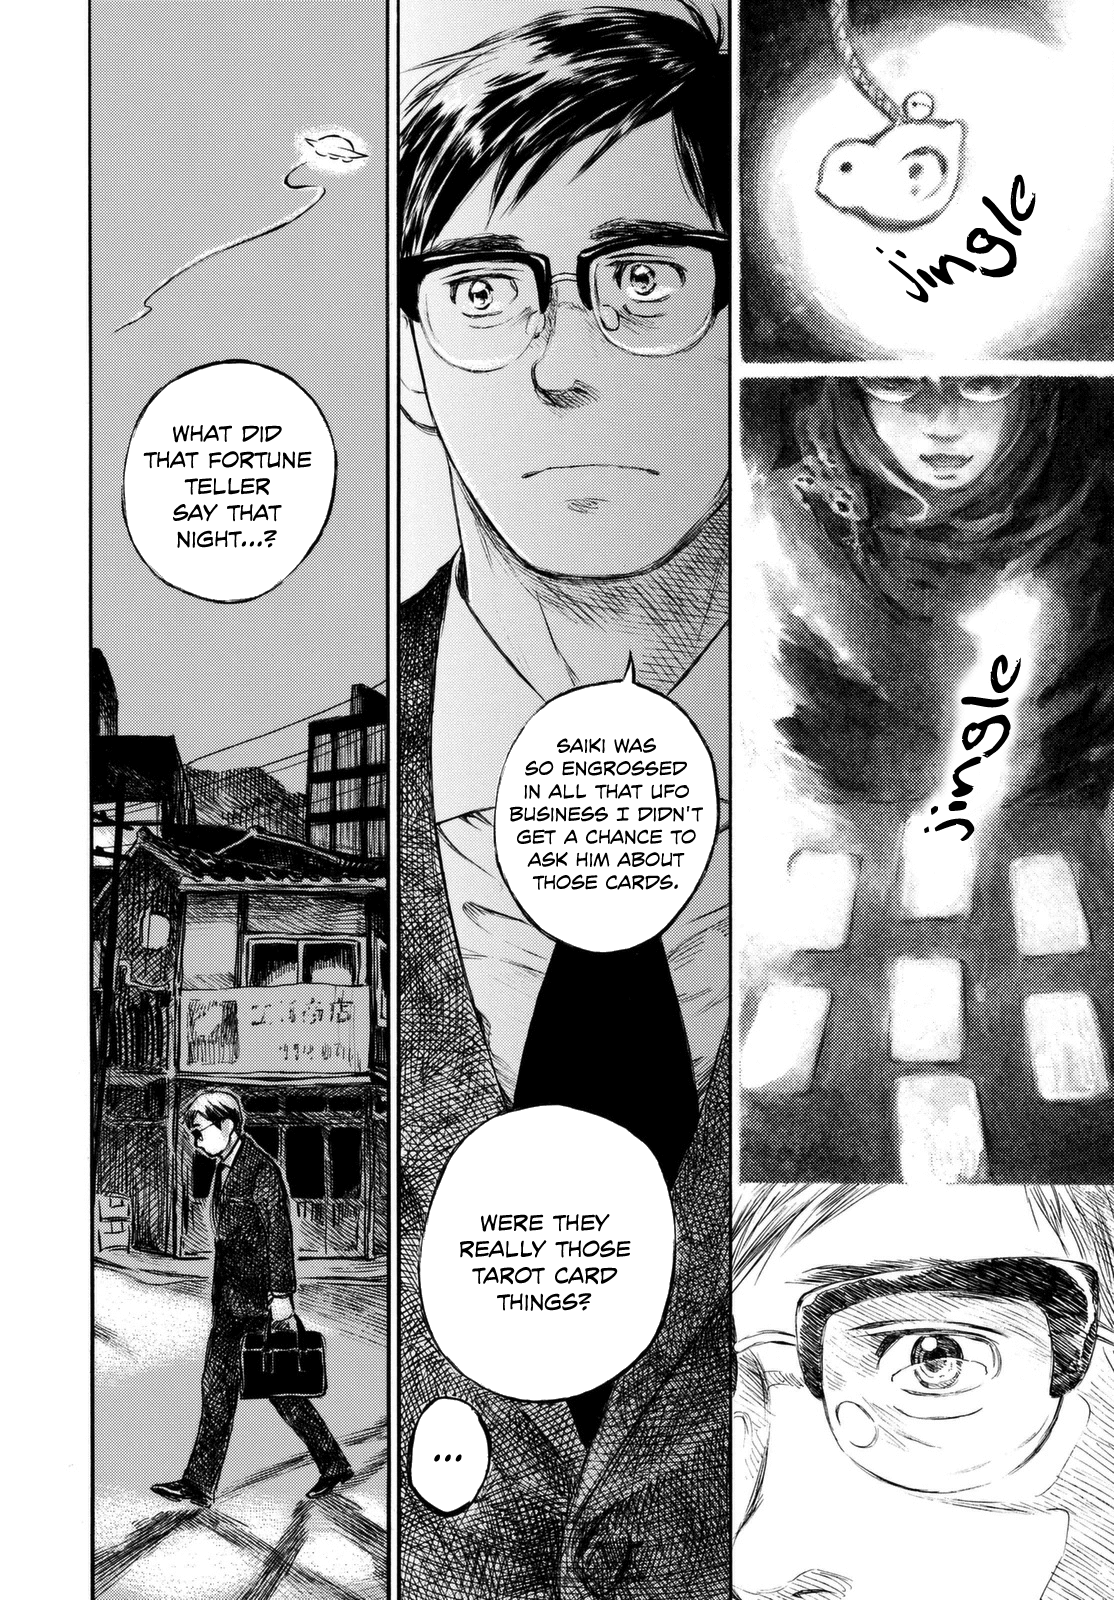 jingle
jingle
SAIKI WAS
SO ENGROSSED
IN ALL THAT UFO
BUSINESS I DIDN'T
GET A CHANCE TO
ASK HIM ABOUT
THOSE CARDS.
WERE THEY
REALLY THOSE
TAROT CARD
THINGS?
...
WHAT DID
THAT FORTUNE
TELLER
SAY THAT
NIGHT...?